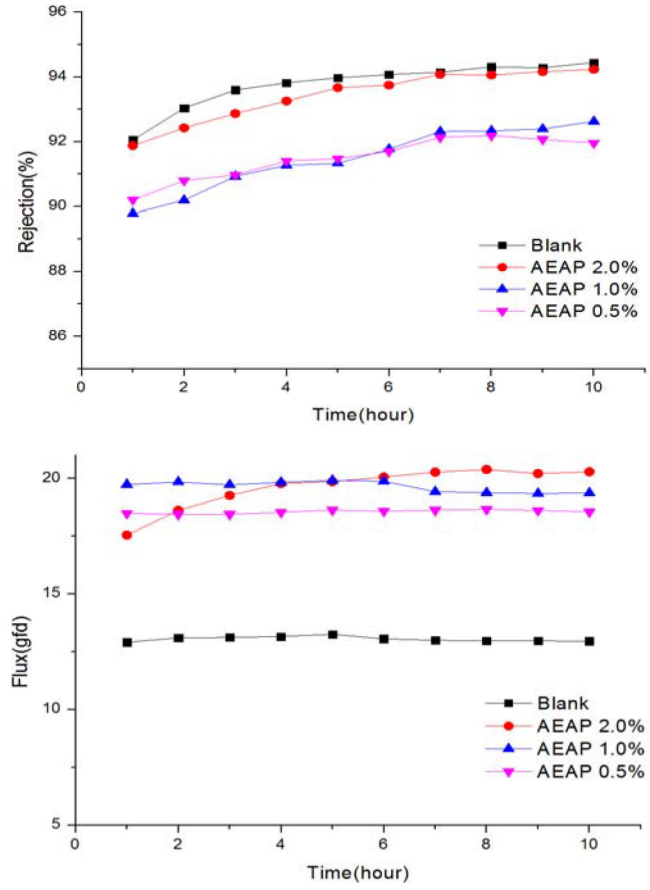 96
94
92
90
88
86
Rejection(%)
Blank
AEAP 2.0%
AEAP 1.0%
AEAP 0.5%
0 2 4 6 8 10
Time(hour)
20
15
10
5
Flux(gfd)
Blank
AEAP 2.0%
AEAP 1.0%
AEAP 0.5%
0 2 4 6 8 10
Time(hour)